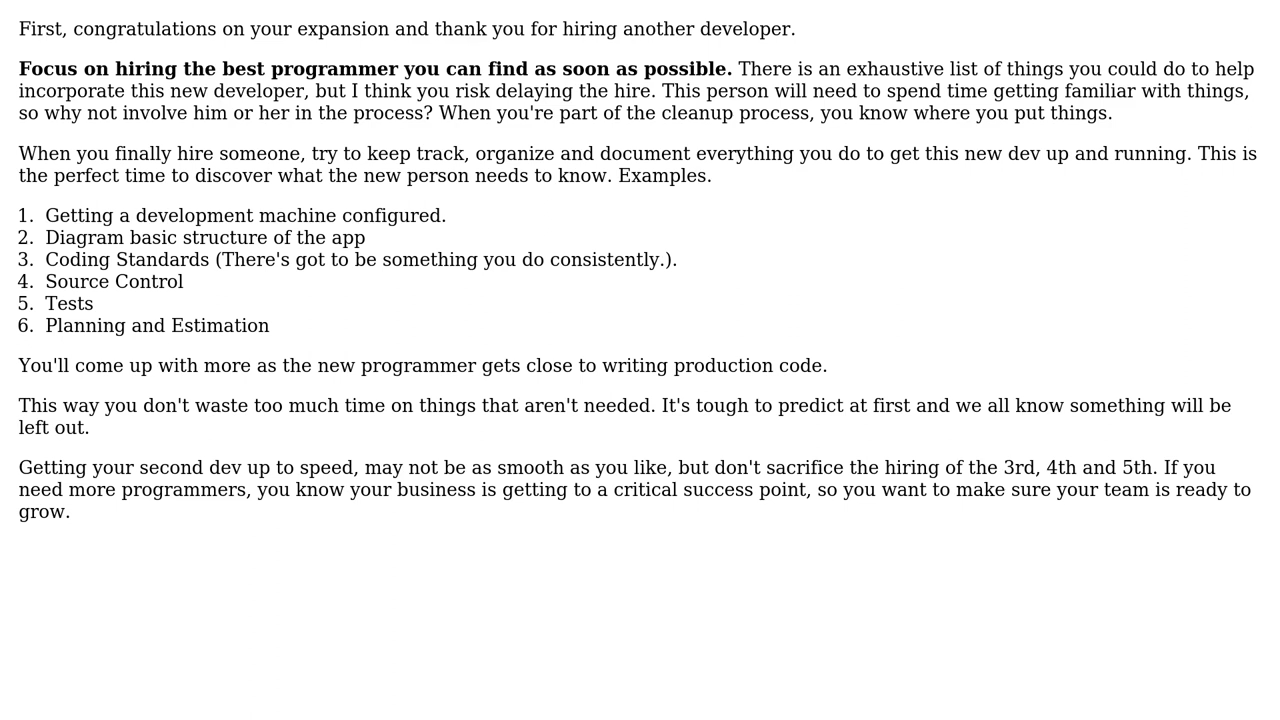 First, congratulations on your expansion and thank you for hiring another developer.
Focus on hiring the best programmer you can find as soon as possible. There is an exhaustive list of things you could do to help
incorporate this new developer, but I think you risk delaying the hire. This person will need to spend time getting familiar with things,
so why not involve him or her in the process? When you're part of the cleanup process, you know where you put things.
When you finally hire someone, try to keep track, organize and document everything you do to get this new dev up and running. This is
the perfect time to discover what the new person needs to know. Examples.
1. Getting a development machine configured.
2. Diagram basic structure of the app
3. Coding Standards (There's got to be something you do consistently.).
4. Source Control
5. Tests
6. Planning and Estimation
You'll come up with more as the new programmer gets close to writing production code.
This way you don't waste too much time on things that aren't needed. It's tough to predict at first and we all know something will be
left out.
Getting your second dev up to speed, may not be as smooth as you like, but don't sacrifice the hiring of the 3rd, 4th and 5th. If you
need more programmers, you know your business is getting to a critical success point, so you want to make sure your team is ready to
grow.